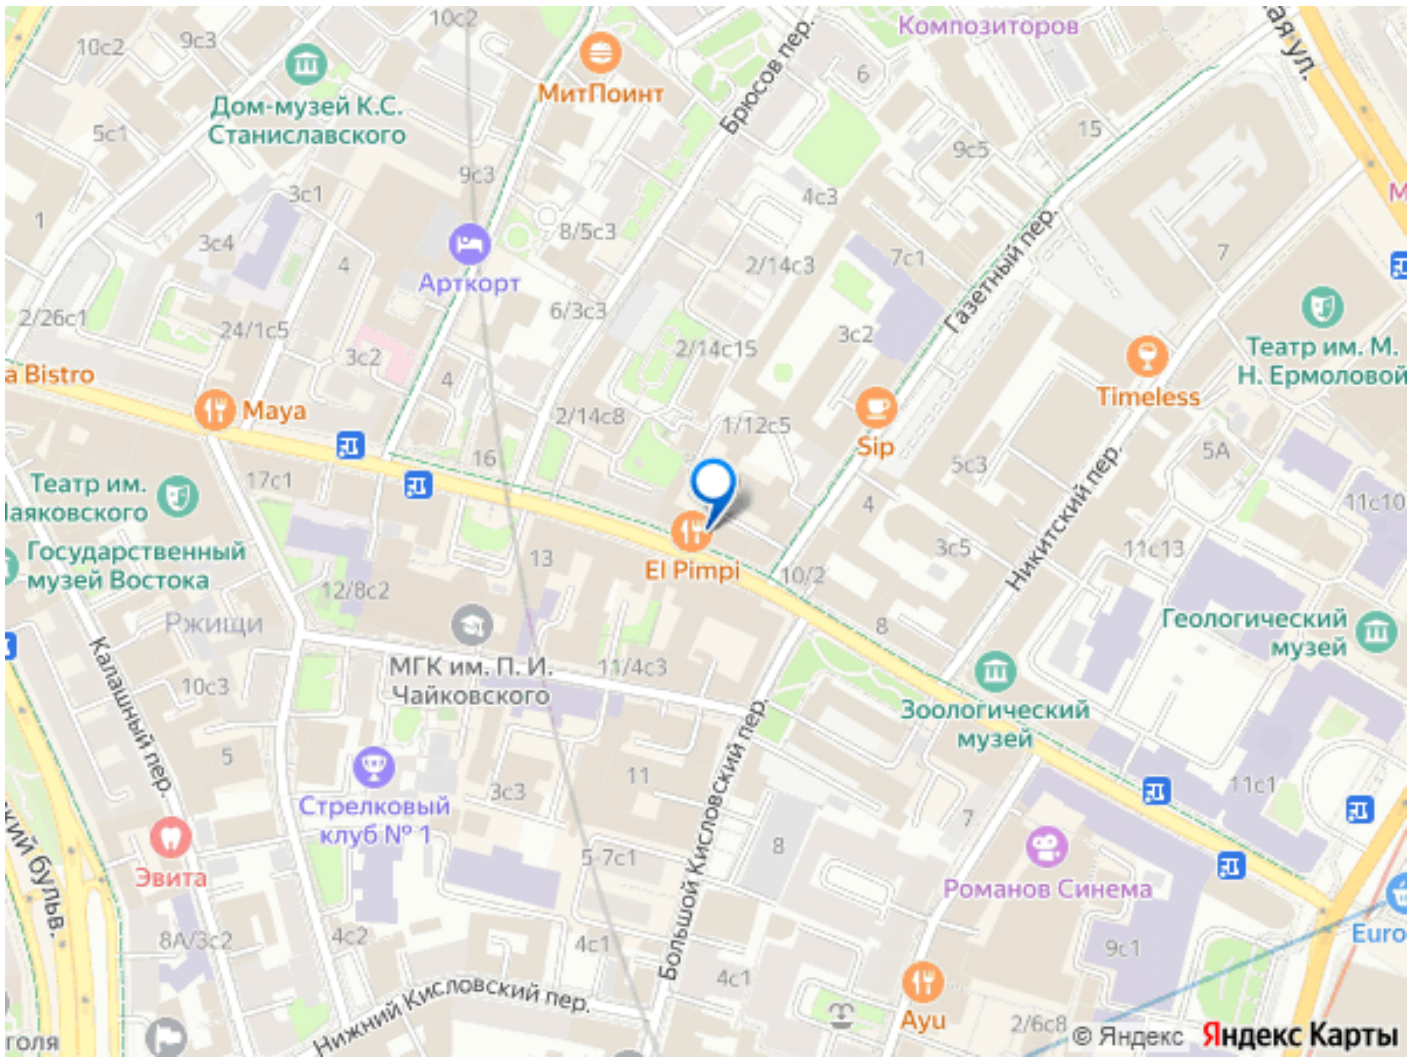 10с2
Композиторов
ая ул.
10с2
9с3
МитПоинт
Брюсов пер.
6
Дом-музей К.С.
Станиславского
5с1
15
9с5
9с3
3с1
4с3
М
1
3с4
8/5с3
Газетный пер.
4
Арткорт
2/14с3
7с1
7
2/26с1
24/1с5
6/3с3
3с2
Театр им. М.
Н. Ермоловой
3с2
2/14с15
a Bistro
4
Timeless
Maya
2/14с8
1/12с5
Sip
16
5с3
5А
Театр им.
Маяковского
17с1
4
Никитский пер.
11с10
Государственный
музей Востока
13
El Pimpi
10/2
3с5
11с13
12/8с2
Ржищи
8
Геологический
музей
Калашный пер.
МГК им. П. И.
Чайковского
11/4с3
10с3
Зоологический
музей
5
11
Большой Кисловский пер.
11с1
3с3
Стрелковый
клуб № 1
7
8
кий бульв.
Эвита
5-7с1
Романов Синема
8А/3с2
4с2
4с1
9с1
Euro
4с1
Нижний Кисловский пер.
Ayu
2/6с8
голя
© Яндекс Яндекс Карты